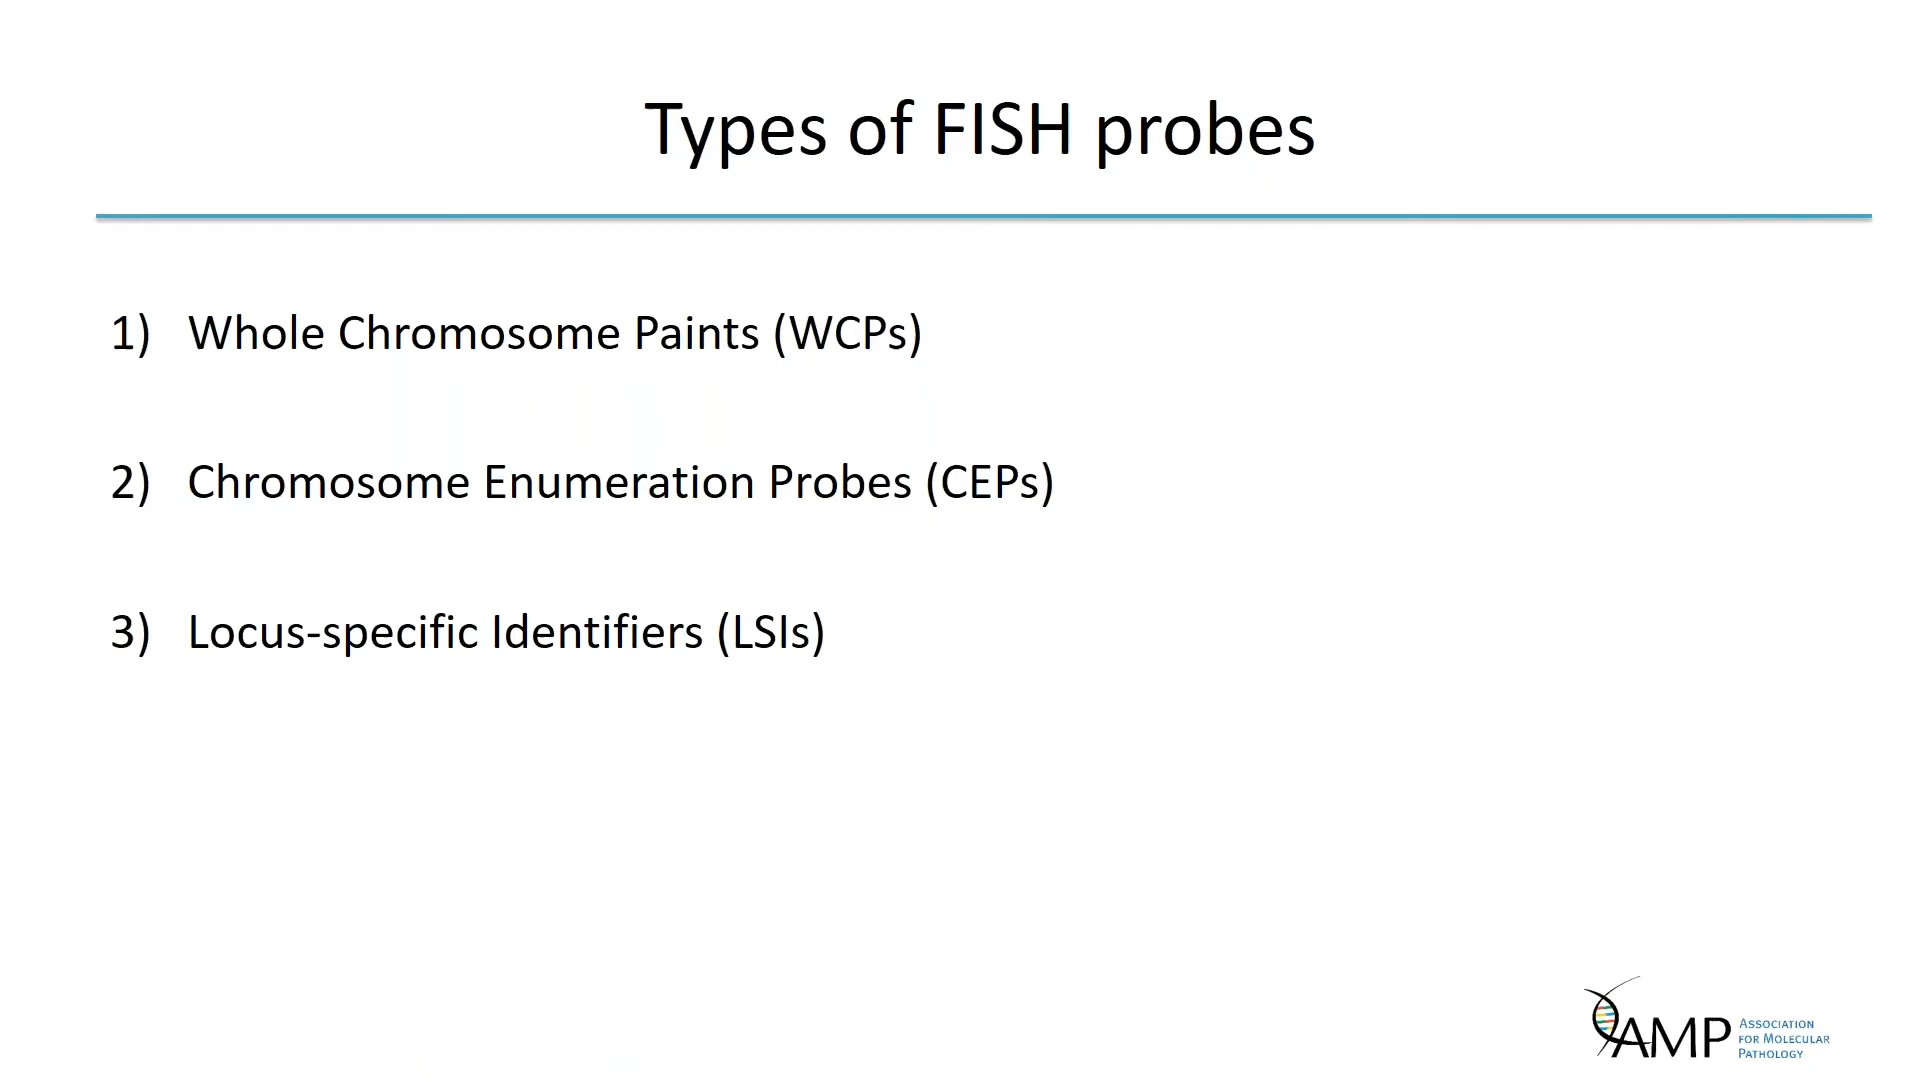 Types of FISH probes
1) Whole Chromosome Paints (WCPs)
2) Chromosome Enumeration Probes (CEPs)
3) Locus-specific Identifiers (LSIs)
AMP
ASSOCIATION
FOR MOLECULAR
PATHOLOGY